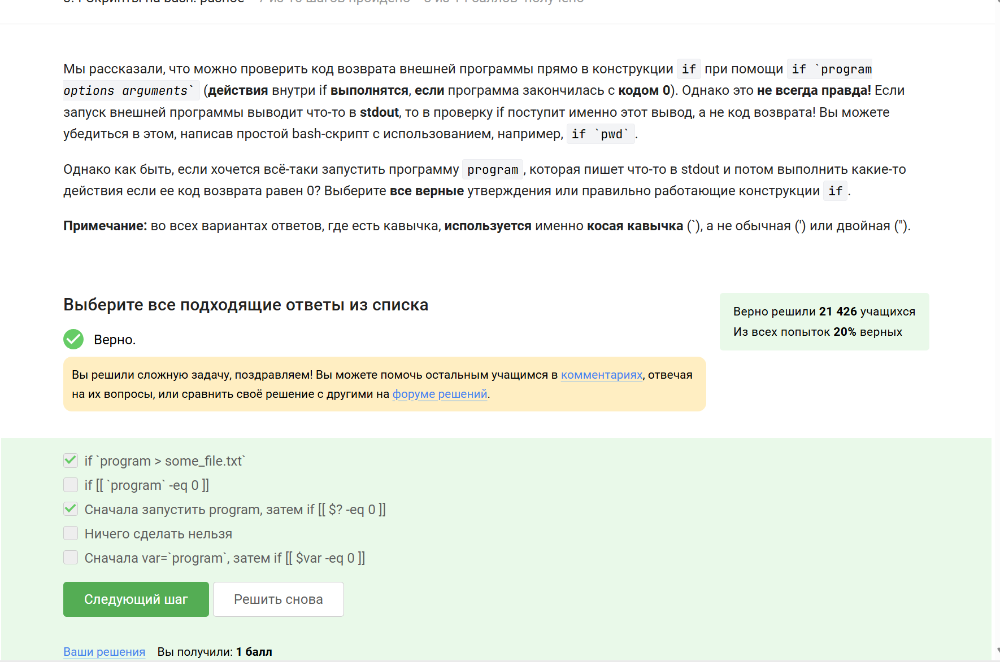 Мы рассказали, что можно проверить код возврата внешней программы прямо в конструкции if при помощи if `program
options arguments` (действия внутри if выполнятся, если программа закончилась с кодом 0). Однако это не всегда правда! Если
запуск внешней программы выводит что-то в stdout, то в проверку if поступит именно этот вывод, а не код возврата! Вы можете
убедиться в этом, написав простой bash-скрипт с использованием, например, if `pwd`.
Однако как быть, если хочется всё-таки запустить программу program, которая пишет что-то в stdout и потом выполнить какие-то
действия если ее код возврата равен 0? Выберите все верные утверждения или правильно работающие конструкции if.
Примечание: во всех вариантах ответов, где есть кавычка, используется именно косая кавычка (`), а не обычная (') или двойная (").
Выберите все подходящие ответы из списка
Верно решили 21 426 учащихся
Из всех попыток 20% верных
Верно.
Вы решили сложную задачу, поздравляем! Вы можете помочь остальным учащимся в комментариях, отвечая
на их вопросы, или сравнить своё решение с другими на форуме решений.
if `program > some_file.txt`
if [[ `program` -eq 0 ]]
Сначала запустить program, затем if [[ $? -eq 0 ]]
Ничего сделать нельзя
Сначала var=`program`, затем if [[ $var -eq 0 ]]
Следующий шаг
Решить снова
Ваши решения Вы получили: 1 балл